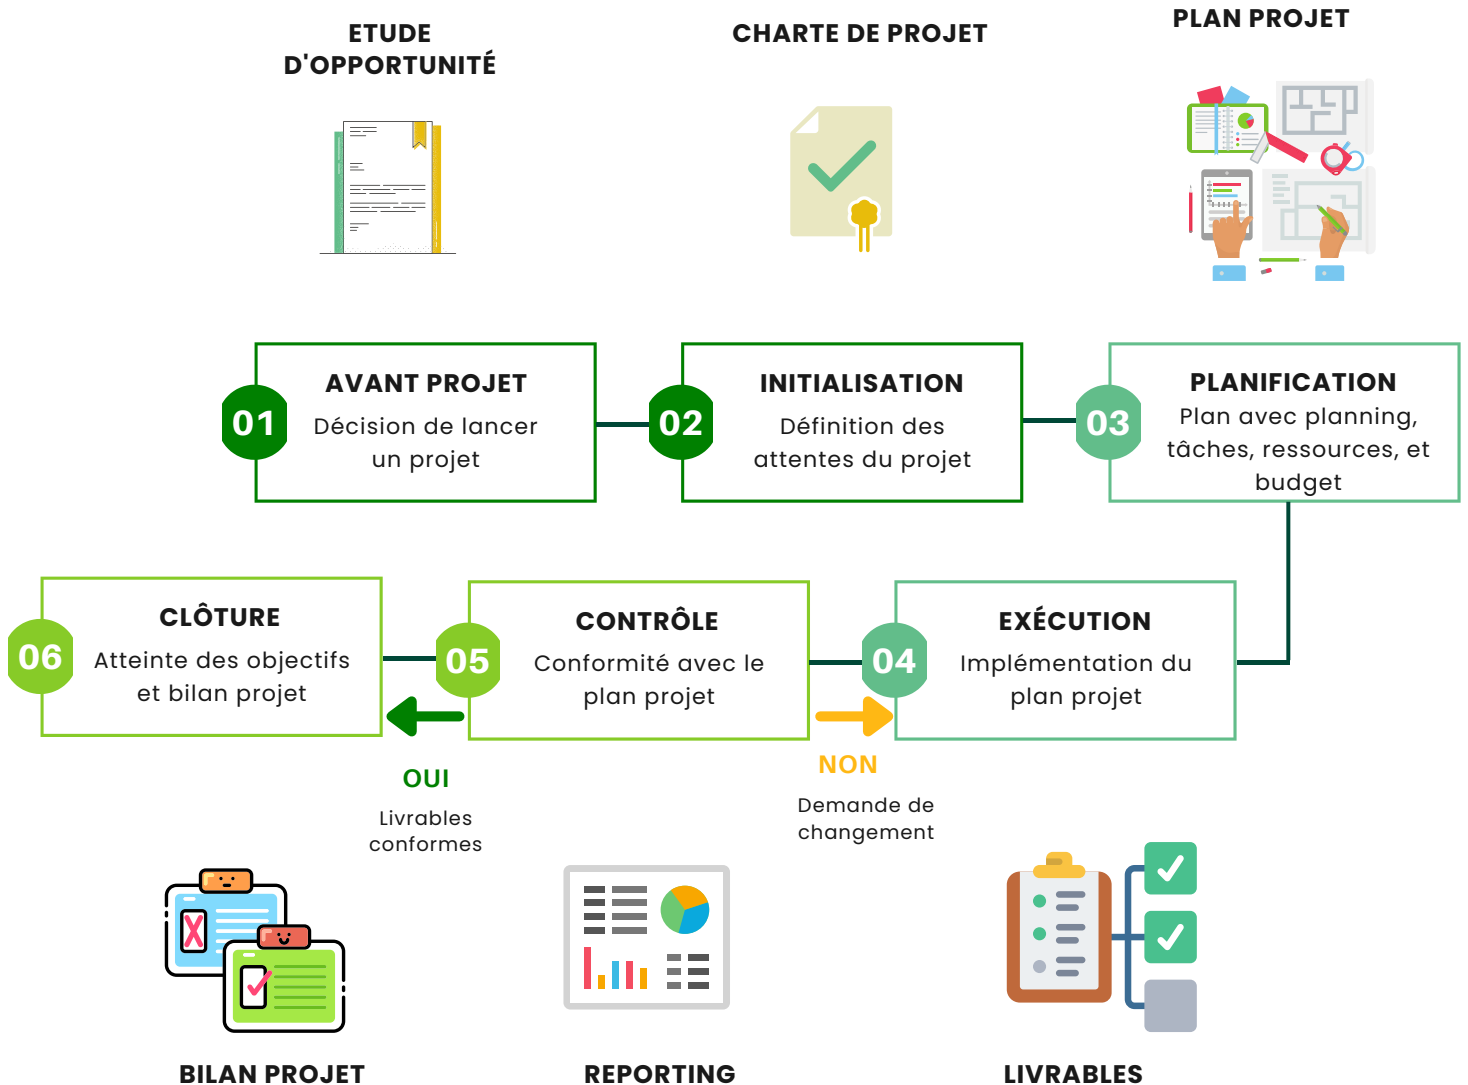 ETUDE
D'OPPORTUNITÉ
CHARTE DE PROJET
PLAN PROJET
01
AVANT PROJET
Décision de lancer
un projet
02
INITIALISATION
Définition des
attentes du projet
03
PLANIFICATION
Plan avec planning,
tâches, ressources, et
budget
06
CLÔTURE
Atteinte des objectifs
et bilan projet
05
CONTRÔLE
Conformité avec le
plan projet
04
EXÉCUTION
Implémentation du
plan projet
OUI
Livrables
conformes
NON
Demande de
changement
BILAN PROJET
REPORTING
LIVRABLES